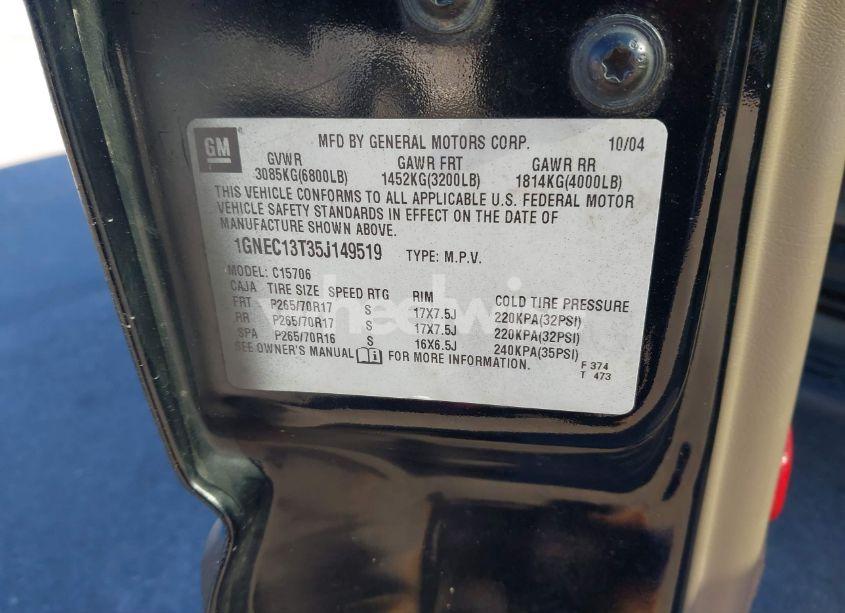 GM
MFD BY GENERAL MOTORS CORP. 10/04
GVWR GAWR FRT GAWR RR
3085KG(6800LB) 1452KG(3200LB) 1814KG(4000LB)
THIS VEHICLE CONFORMS TO ALL APPLICABLE U.S. FEDERAL MOTOR
VEHICLE SAFETY STANDARDS IN EFFECT ON THE DATE OF
MANUFACTURE SHOWN ABOVE.
1GNEC13T35J149519 TYPE: M.P.V.
MODEL: C15706
CAJA TIRE SIZE SPEED RTG RIM COLD TIRE PRESSURE
FRT P265/70R17 S 17X7.5J 220KPA(32PSI)
RR P265/70R17 S 17X7.5J 220KPA(32PSI)
SPA P265/70R16 S 16X6.5J 240KPA(35PSI)
SEE OWNER'S MANUAL FOR MORE INFORMATION.
F 374
T 473